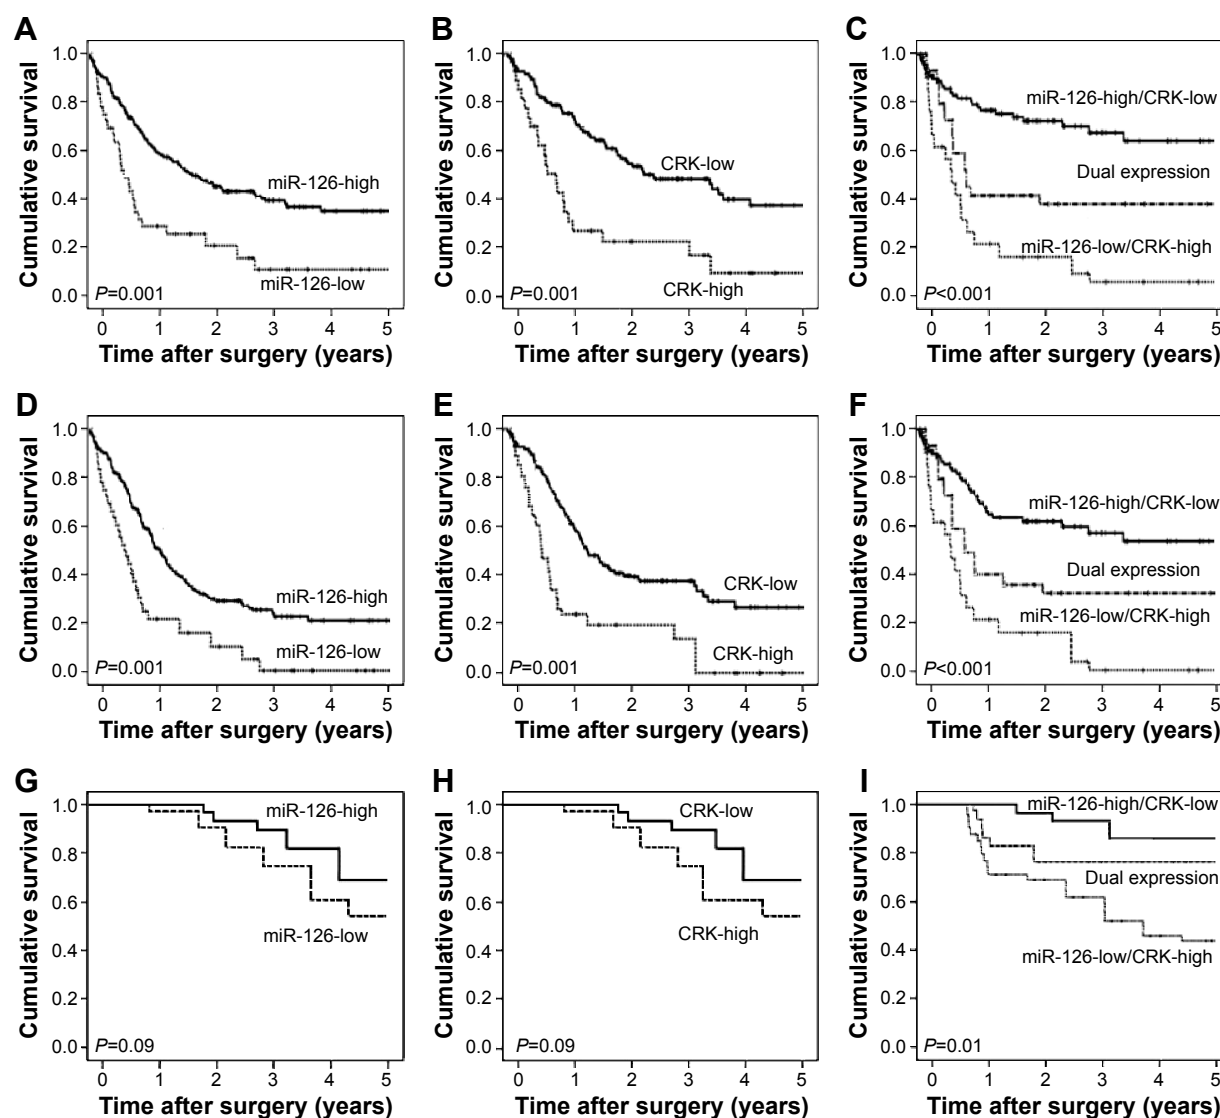 A
Cumulative survival
1.0
0.8
0.6
0.4
0.2
0.0
miR-126-high
miR-126-low
P=0.001
0 1 2 3 4 5
Time after surgery (years)
B
Cumulative survival
1.0
0.8
0.6
0.4
0.2
0.0
CRK-low
CRK-high
P=0.001
0 1 2 3 4 5
Time after surgery (years)
C
Cumulative survival
1.0
0.8
0.6
0.4
0.2
0.0
miR-126-high/CRK-low
Dual expression
miR-126-low/CRK-high
P<0.001
0 1 2 3 4 5
Time after surgery (years)
D
Cumulative survival
1.0
0.8
0.6
0.4
0.2
0.0
miR-126-high
miR-126-low
P=0.001
0 1 2 3 4 5
Time after surgery (years)
E
Cumulative survival
1.0
0.8
0.6
0.4
0.2
0.0
CRK-low
CRK-high
P=0.001
0 1 2 3 4 5
Time after surgery (years)
F
Cumulative survival
1.0
0.8
0.6
0.4
0.2
0.0
miR-126-high/CRK-low
Dual expression
miR-126-low/CRK-high
P<0.001
0 1 2 3 4 5
Time after surgery (years)
G
Cumulative survival
1.0
0.8
0.6
0.4
0.2
0.0
miR-126-high
miR-126-low
P=0.09
0 1 2 3 4 5
Time after surgery (years)
H
Cumulative survival
1.0
0.8
0.6
0.4
0.2
0.0
CRK-low
CRK-high
P=0.09
0 1 2 3 4 5
Time after surgery (years)
I
Cumulative survival
1.0
0.8
0.6
0.4
0.2
0.0
miR-126-high/CRK-low
Dual expression
miR-126-low/CRK-high
P=0.01
0 1 2 3 4 5
Time after surgery (years)